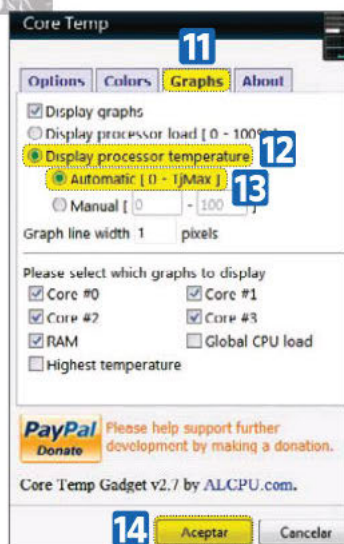 Core Temp
11
Options Colors Graphs About
Display graphs
Display processor load [ 0 - 100%
Display processor temperature 12
Automatic [ 0 - TjMax ] 13
Manual [ 0 - 100 ]
Graph line width 1 pixels
Please select which graphs to display
Core #0 Core #1
Core #2 Core #3
RAM Global CPU load
Highest temperature
PayPal Please help support further
Donate development by making a donation.
Core Temp Gadget v2.7 by ALCPU.com.
14 Aceptar Cancelar